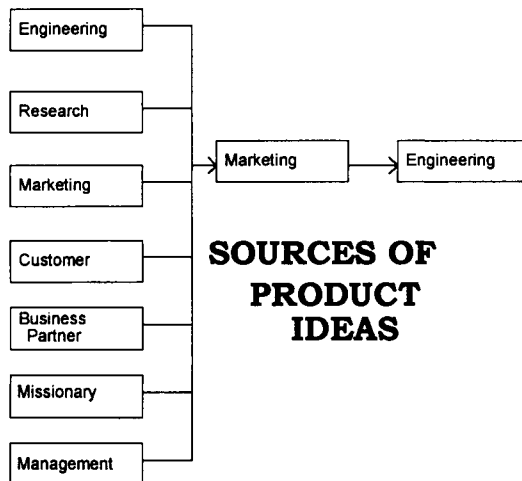 Engineering
Research
Marketing
Customer
Business
Partner
Missionary
Management
Marketing
Engineering
SOURCES OF
PRODUCT
IDEAS